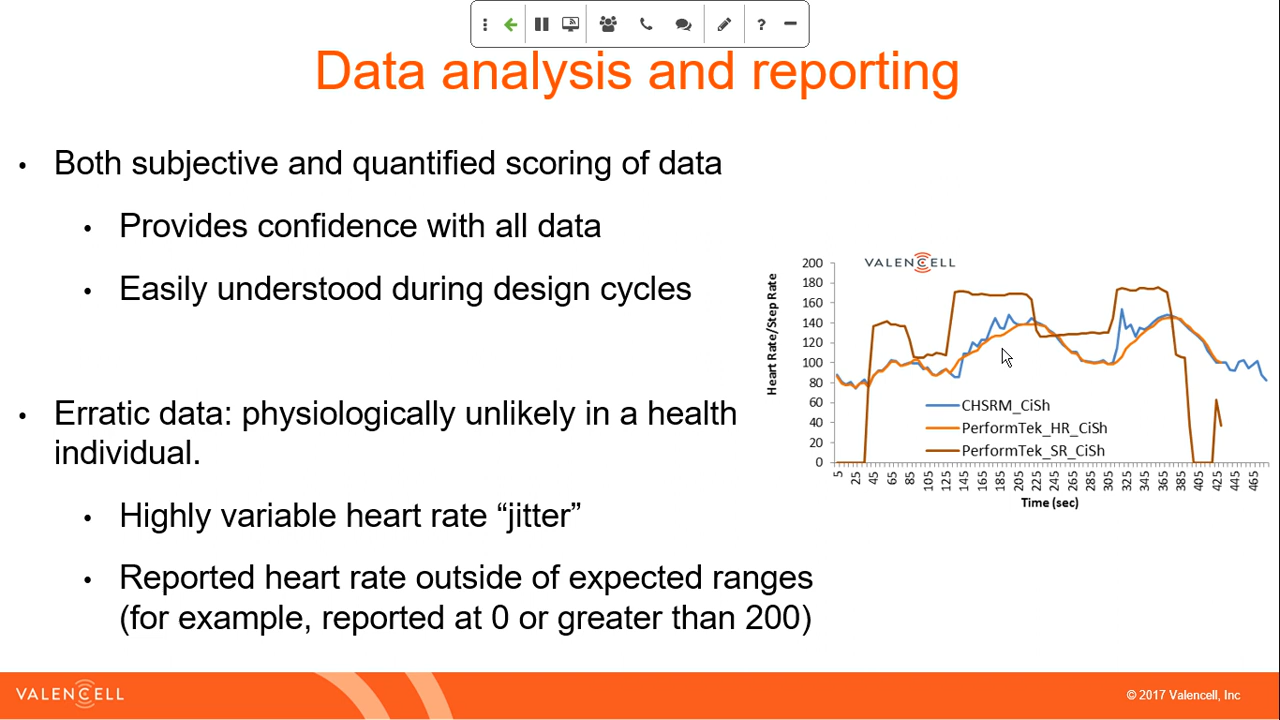 ?
Data analysis and reporting
• Both subjective and quantified scoring of data
• Provides confidence with all data
• Easily understood during design cycles
• Erratic data: physiologically unlikely in a health
individual.
• Highly variable heart rate “jitter”
• Reported heart rate outside of expected ranges
(for example, reported at 0 or greater than 200)
VALENCELL
Heart Rate/Step Rate
200
180
160
140
120
100
80
60
40
20
0
CHSRM_CiSh
PerformTek_HR_CiSh
PerformTek_SR_CiSh
5 25 45 65 85 105 125 145 165 185 205 225 245 265 285 305 325 345 365 385 405 425 445 465
Time (sec)
VALENCELL
© 2017 Valencell, Inc